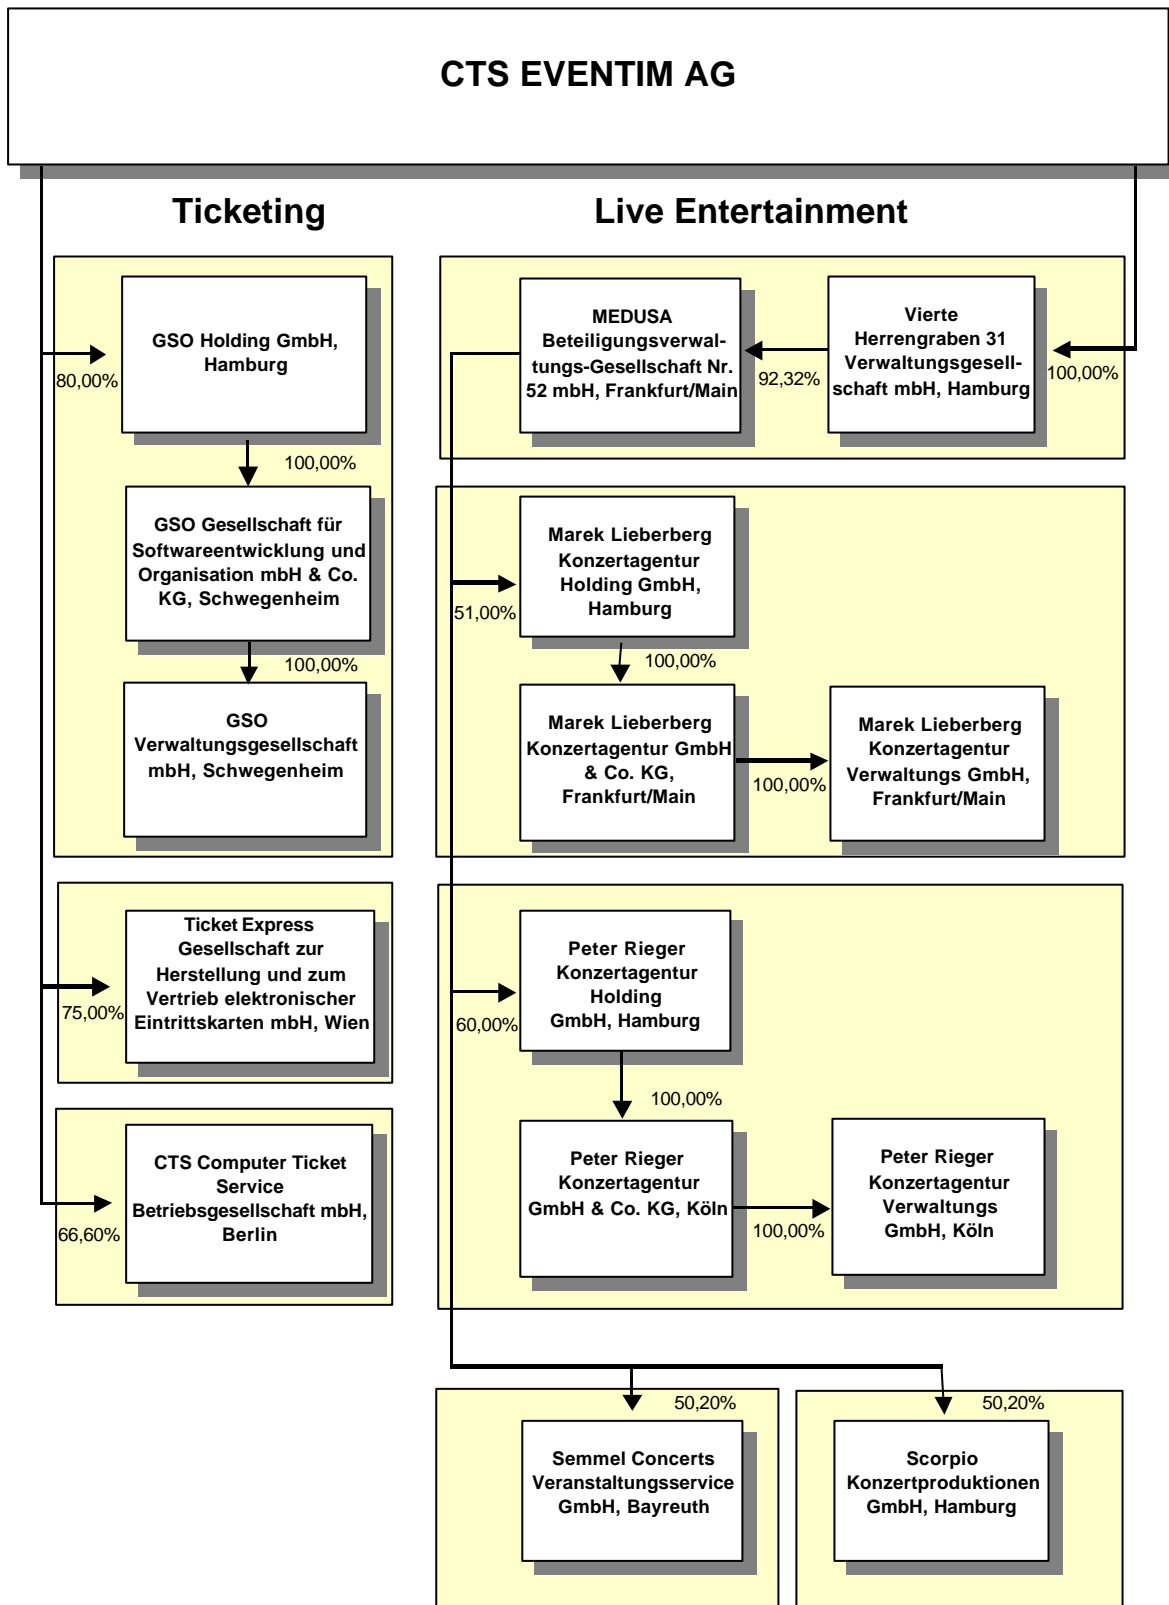 CTS EVENTIM AG
Ticketing
Live Entertainment
GSO Holding GmbH,
Hamburg
80,00%
100,00%
GSO Gesellschaft für
Softwareentwicklung und
Organisation mbH & Co.
KG, Schwegenheim
100,00%
GSO
Verwaltungsgesellschaft
mbH, Schwegenheim
Ticket Express
Gesellschaft zur
Herstellung und zum
Vertrieb elektronischer
Eintrittskarten mbH, Wien
75,00%
CTS Computer Ticket
Service
Betriebsgesellschaft mbH,
Berlin
66,60%
MEDUSA
Beteiligungsverwal-
tungs-Gesellschaft Nr.
52 mbH, Frankfurt/Main
92,32%
Vierte
Herrengraben 31
Verwaltungsgesell-
schaft mbH, Hamburg
100,00%
Marek Lieberberg
Konzertagentur
Holding GmbH,
Hamburg
51,00%
100,00%
Marek Lieberberg
Konzertagentur GmbH
& Co. KG,
Frankfurt/Main
100,00%
Marek Lieberberg
Konzertagentur
Verwaltungs GmbH,
Frankfurt/Main
Peter Rieger
Konzertagentur
Holding
GmbH, Hamburg
60,00%
100,00%
Peter Rieger
Konzertagentur
GmbH & Co. KG, Köln
100,00%
Peter Rieger
Konzertagentur
Verwaltungs
GmbH, Köln
50,20%
Semmel Concerts
Veranstaltungsservice
GmbH, Bayreuth
50,20%
Scorpio
Konzertproduktionen
GmbH, Hamburg